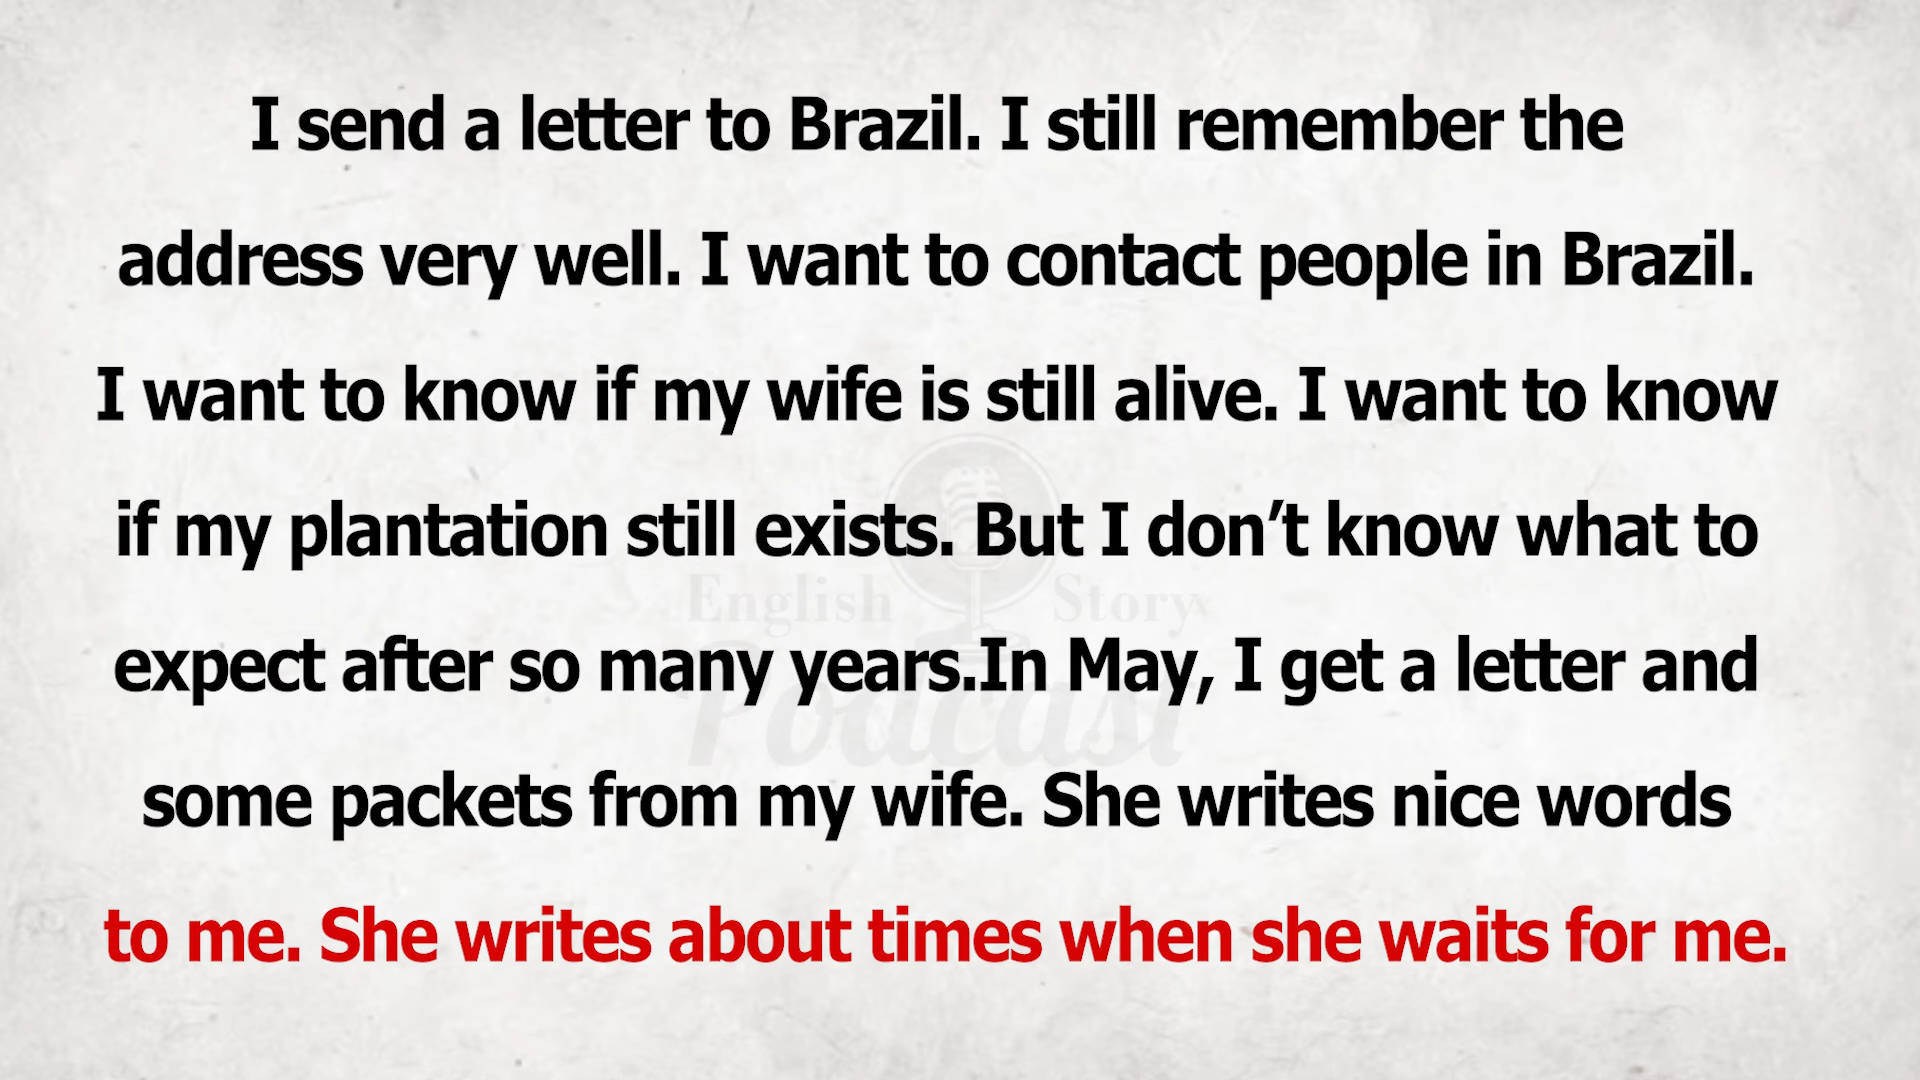 I send a letter to Brazil. I still remember the
address very well. I want to contact people in Brazil.
I want to know if my wife is still alive. I want to know
if my plantation still exists. But I don’t know what to
English Story
expect after so many years.In May, I get a letter and
Podcast
some packets from my wife. She writes nice words
to me. She writes about times when she waits for me.